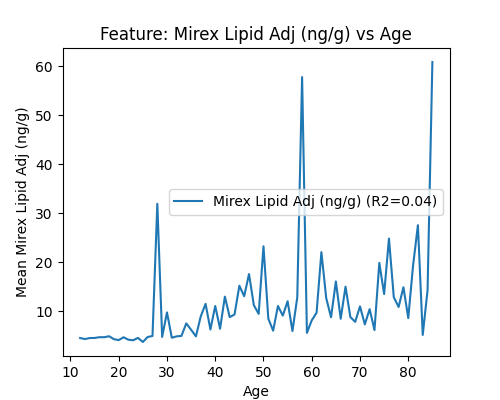 Feature: Mirex Lipid Adj (ng/g) vs Age
60
50
40
30
20
10
Mean Mirex Lipid Adj (ng/g)
Mirex Lipid Adj (ng/g) (R2=0.04)
10 20 30 40 50 60 70 80
Age